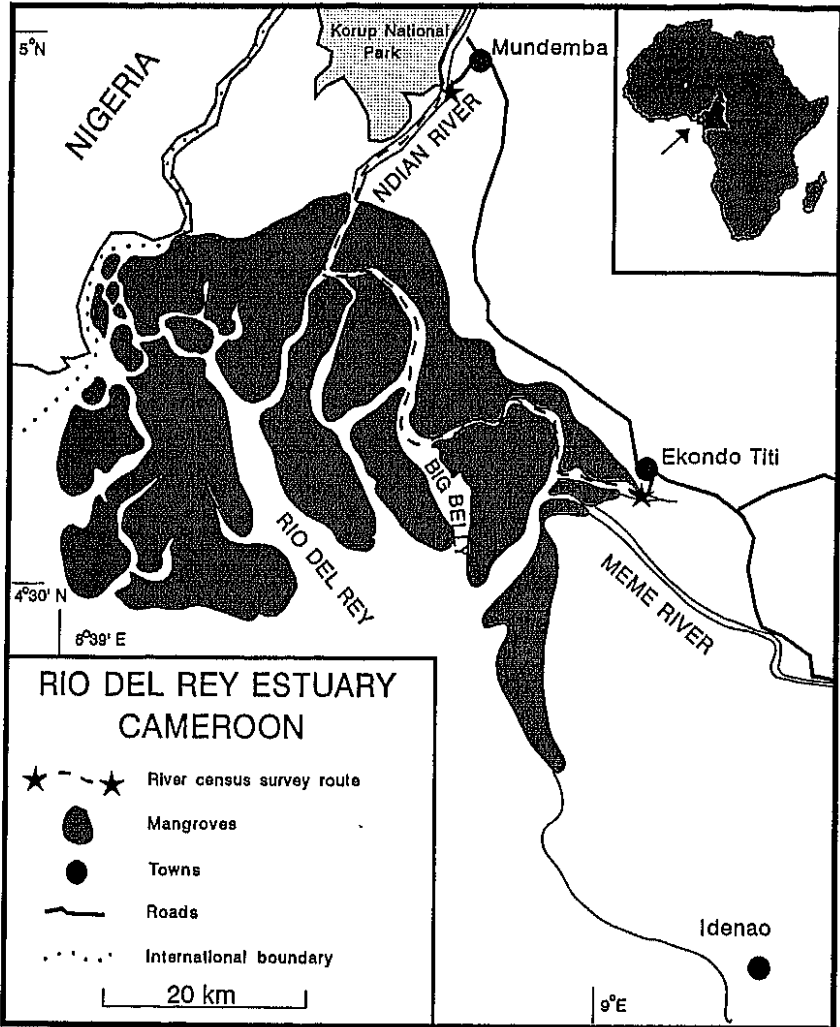 5°N
Korup National
Park
Mundemba
NIGERIA
NDIAN RIVER
Ekondo Titi
BIG BELLY
RIO DEL REY
MEME RIVER
4°30' N
8°39' E
RIO DEL REY ESTUARY
CAMEROON
River census survey route
Mangroves
Towns
Roads
International boundary
20 km
Idenao
9°E